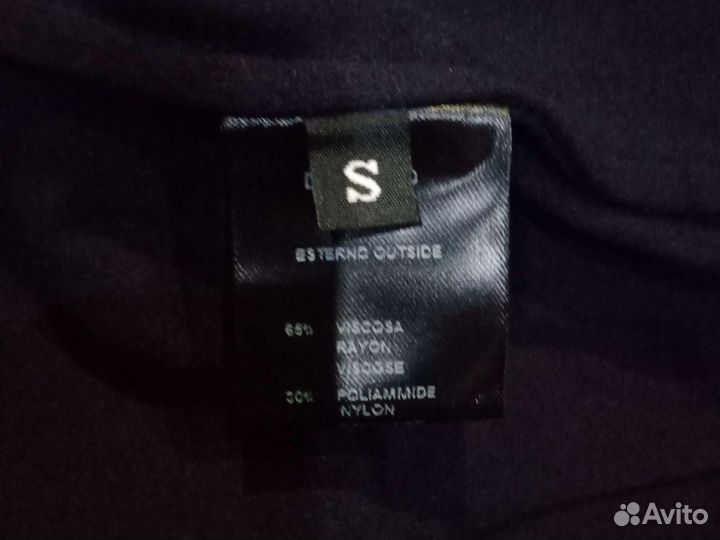 S
ESTERNO OUTSIDE
65% VISCOSA
RAYON
VISCOSE
30% POLIAMMIDE
NYLON
Avito